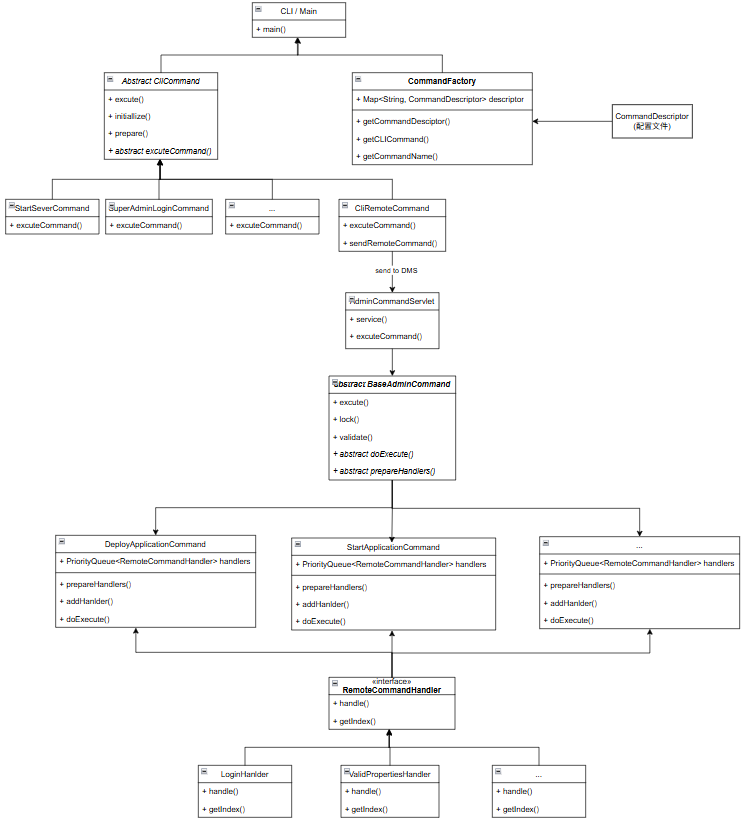 CLI / Main
+ main()
Abstract CliCommand
+ excute()
+ initiallize()
+ prepare()
+ abstract excuteCommand()
CommandFactory
+ Map<String, CommandDescriptor> descriptor
+ getCommandDesciptor()
+ getCLICommand()
+ getCommandName()
CommandDescriptor
(配置文件)
StartSeverCommand
+ excuteCommand()
SuperAdminLoginCommand
+ excuteCommand()
...
+ excuteCommand()
CliRemoteCommand
+ excuteCommand()
+ sendRemoteCommand()
send to DMS
AdminCommandServlet
+ service()
+ excuteCommand()
Abstract BaseAdminCommand
+ excute()
+ lock()
+ validate()
+ abstract doExecute()
+ abstract prepareHandlers()
DeployApplicationCommand
+ PriorityQueue<RemoteCommandHandler> handlers
+ prepareHandlers()
+ addHanlder()
+ doExecute()
StartApplicationCommand
+ PriorityQueue<RemoteCommandHandler> handlers
+ prepareHandlers()
+ addHanlder()
+ doExecute()
...
+ PriorityQueue<RemoteCommandHandler> handlers
+ prepareHandlers()
+ addHanlder()
+ doExecute()
«interface»
RemoteCommandHandler
+ handle()
+ getIndex()
LoginHanlder
+ handle()
+ getIndex()
ValidPropertiesHandler
+ handle()
+ getIndex()
...
+ handle()
+ getIndex()